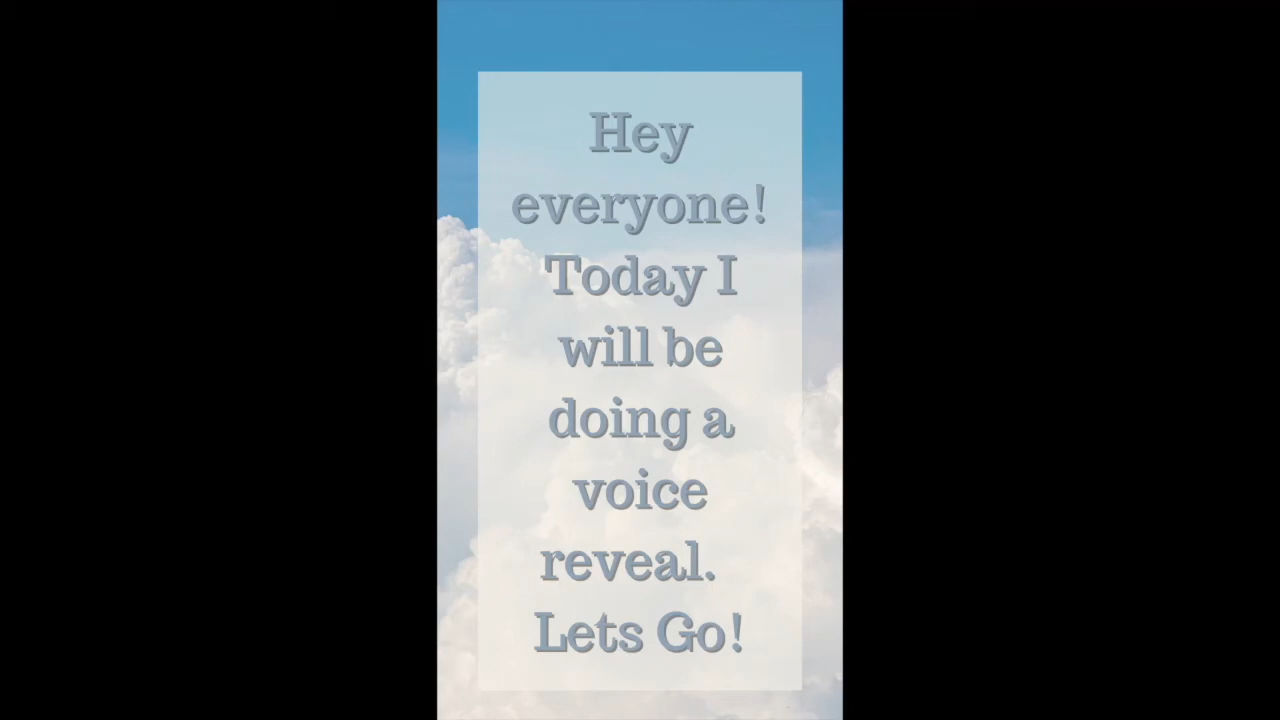 Hey
everyone!
Today I
will be
doing a
voice
reveal.
Lets Go!